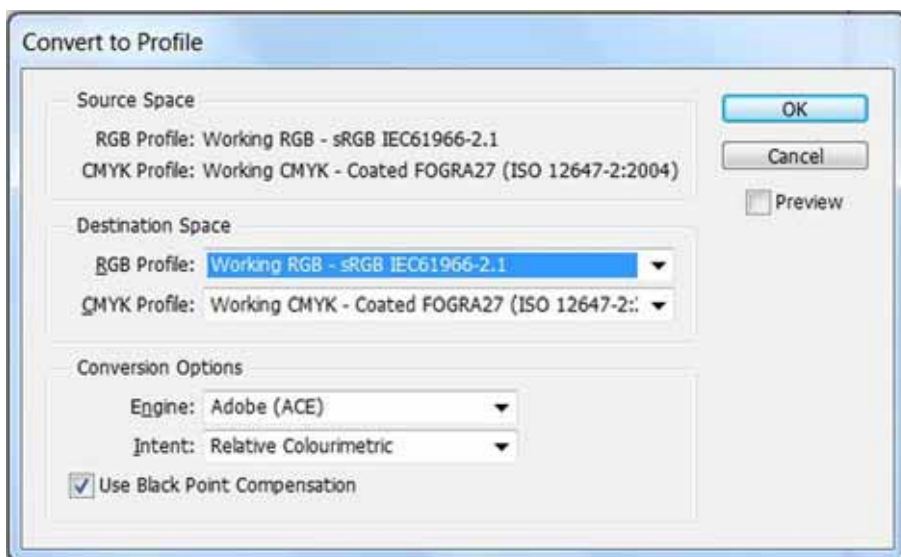 Convert to Profile
Source Space
RGB Profile: Working RGB - sRGB IEC61966-2.1
CMYK Profile: Working CMYK - Coated FOGRA27 (ISO 12647-2:2004)
OK
Cancel
Preview
Destination Space
RGB Profile: Working RGB - sRGB IEC61966-2.1
CMYK Profile: Working CMYK - Coated FOGRA27 (ISO 12647-2:
Conversion Options
Engine: Adobe (ACE)
Intent: Relative Colourimetric
Use Black Point Compensation